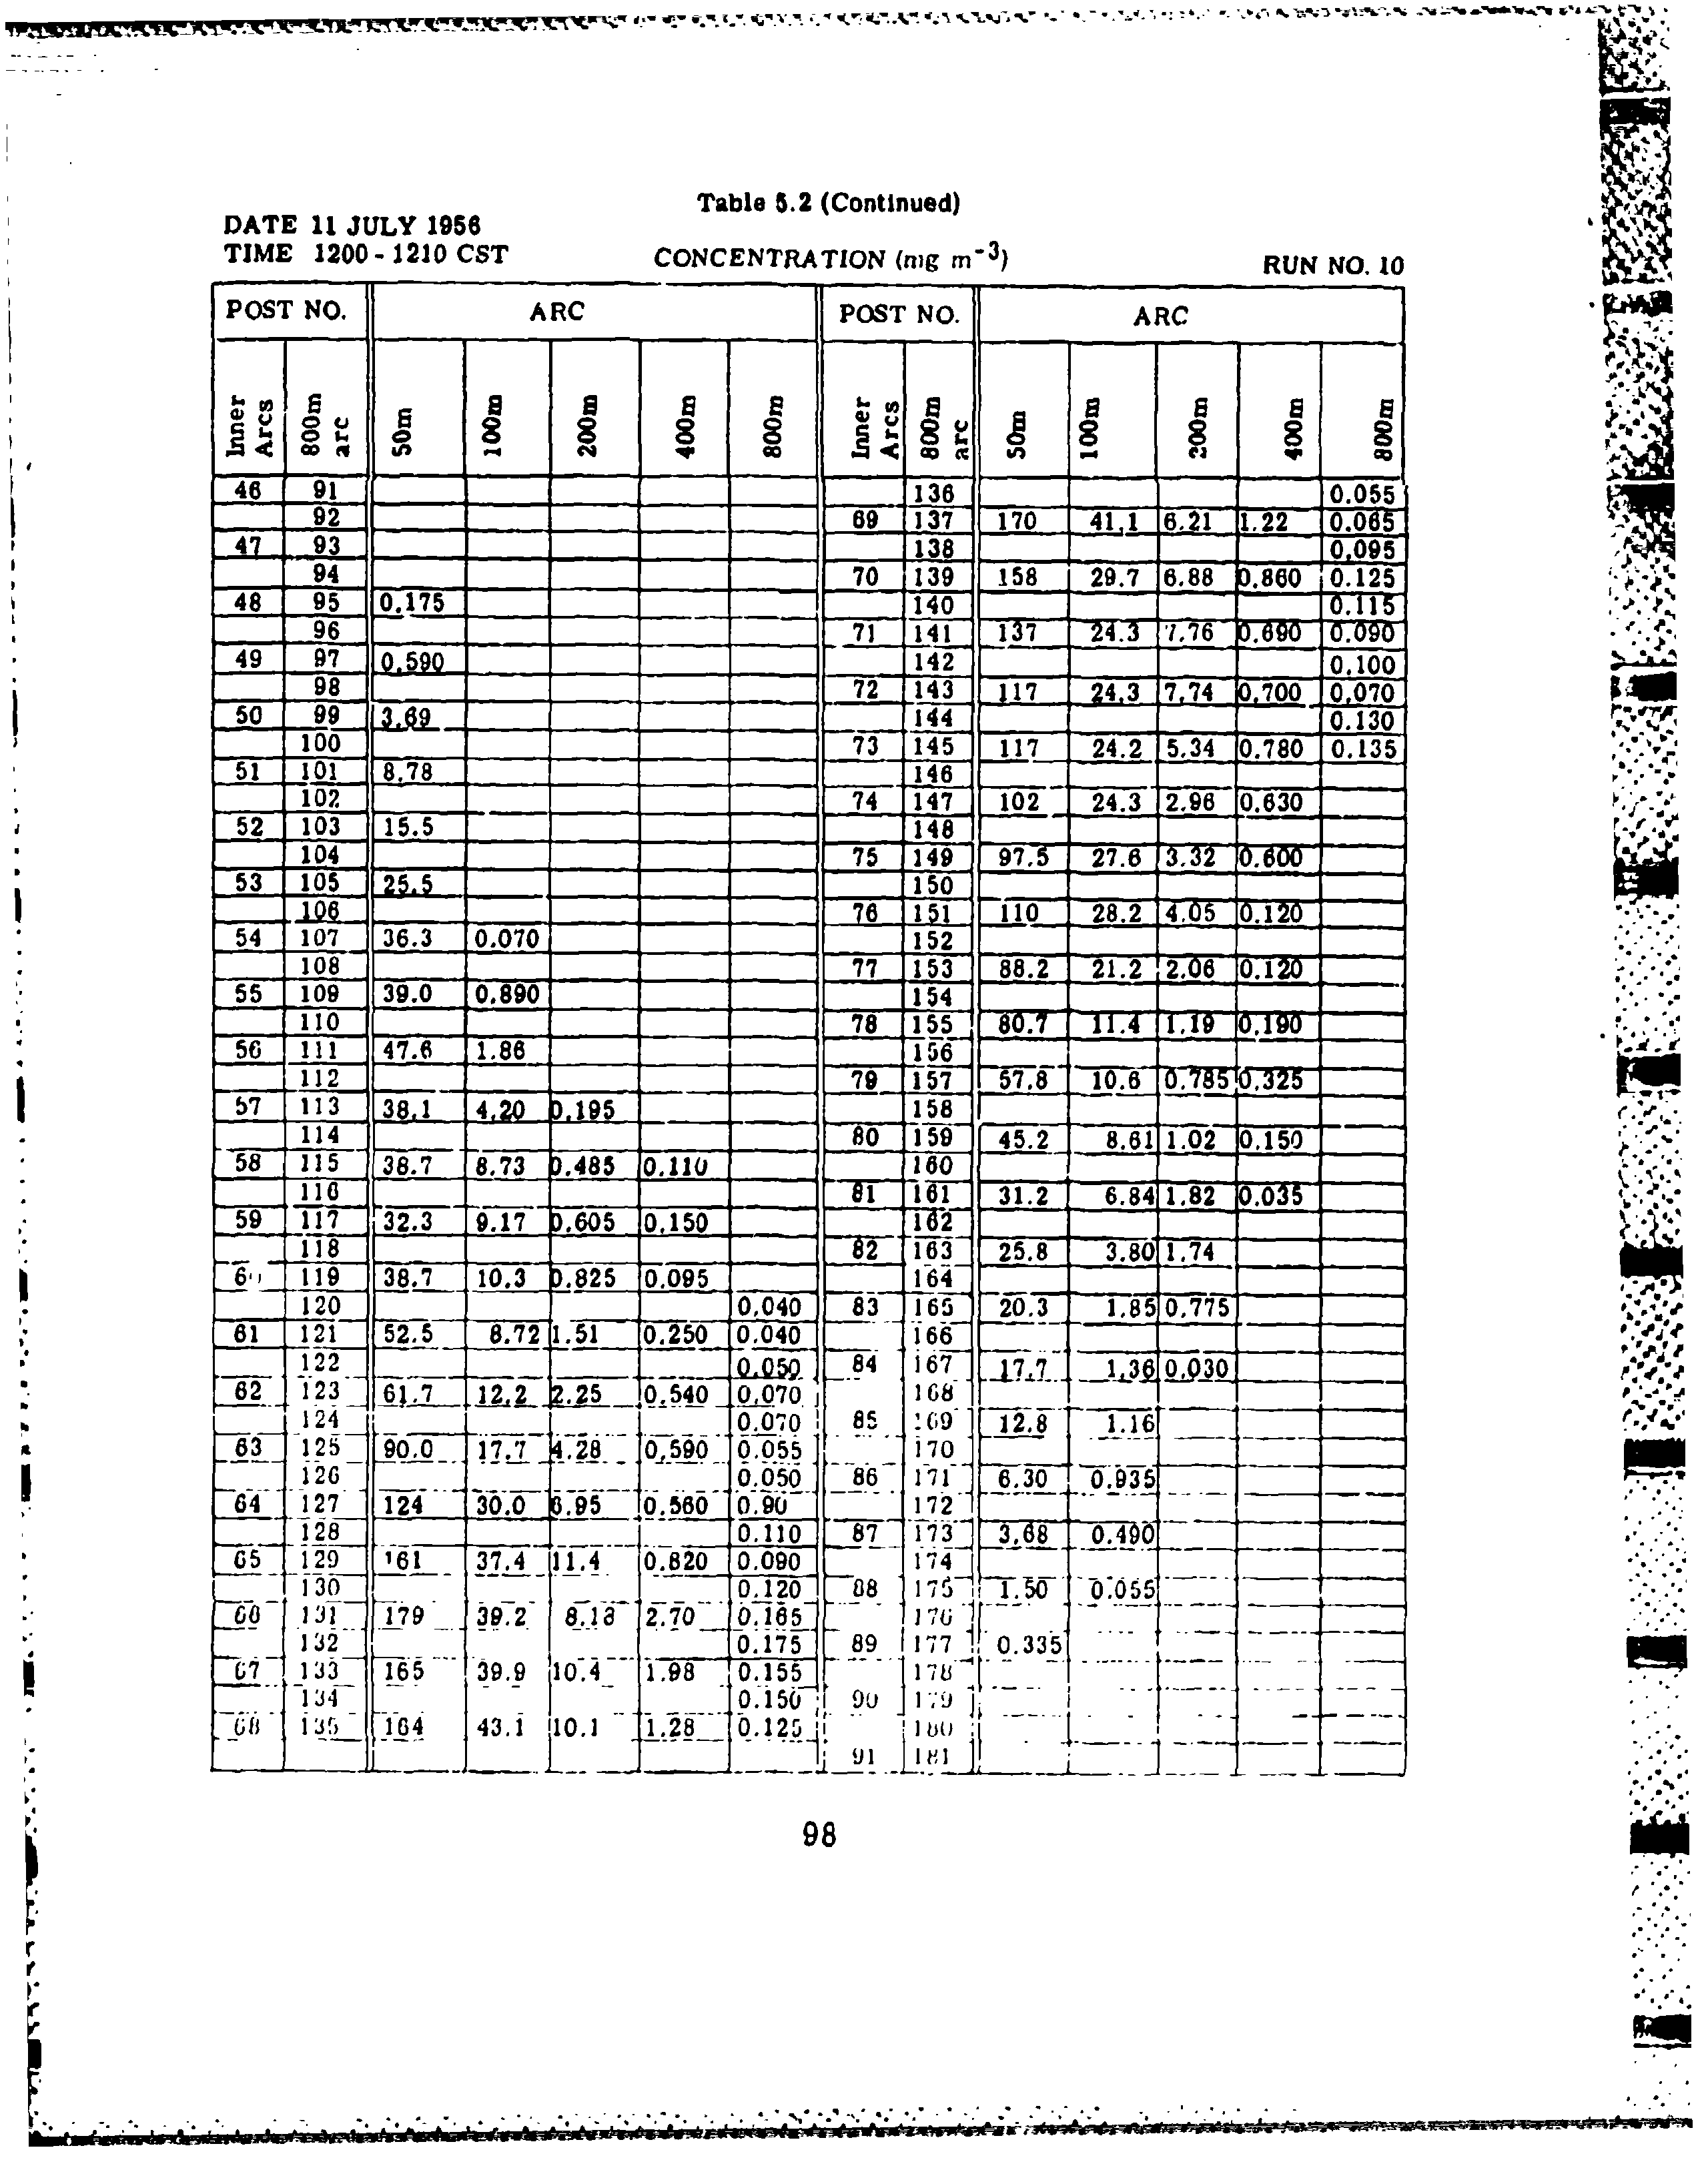 Table 5.2 (Continued)
DATE 11 JULY 1956
TIME 1200 - 1210 CST
CONCENTRATION (mg m-3)
RUN NO. 10
POST NO. ARC POST NO. ARC
Inner Arcs 800m arc 50m 100m 200m 400m 800m Inner Arcs 800m arc 50m 100m 200m 400m 800m
46 91 136 0.055
92 69 137 170 41.1 6.21 1.22 0.065
47 93 138 0.095
94 70 139 158 29.7 6.88 0.860 0.125
48 95 0.175 140 0.115
96 71 141 137 24.3 7.76 0.690 0.090
49 97 0.590 142 0.100
98 72 143 117 24.3 7.74 0.700 0.070
50 99 3.69 144 0.130
100 73 145 117 24.2 5.34 0.780 0.135
51 101 8.78 146
102 74 147 102 24.3 2.96 0.630
52 103 15.5 148
104 75 149 97.5 27.6 3.32 0.600
53 105 25.5 150
106 76 151 110 28.2 4.05 0.120
54 107 36.3 0.070 152
108 77 153 88.2 21.2 2.06 0.120
55 109 39.0 0.890 154
110 78 155 80.7 11.4 1.19 0.190
56 111 47.6 1.86 156
112 79 157 57.8 10.6 0.785 0.325
57 113 38.1 4.20 0.195 158
114 80 159 45.2 8.61 1.02 0.150
58 115 38.7 8.73 0.485 0.110 160
116 81 161 31.2 6.84 1.82 0.035
59 117 32.3 9.17 0.605 0.150 162
118 82 163 25.8 3.80 1.74
60 119 38.7 10.3 0.825 0.095 164
120 0.040 83 165 20.3 1.85 0.775
61 121 52.5 8.72 1.51 0.250 0.040 166
122 0.050 84 167 17.7 1.36 0.030
62 123 61.7 12.2 2.25 0.540 0.070 168
124 0.070 85 169 12.8 1.16
63 125 90.0 17.7 4.28 0.590 0.055 170
126 0.050 86 171 6.30 0.935
64 127 124 30.0 6.95 0.560 0.90 172
128 0.110 87 173 3.68 0.490
65 129 161 37.4 11.4 0.820 0.090 174
130 0.120 88 175 1.50 0.055
66 131 179 39.2 8.18 2.70 0.165 176
132 0.175 89 177 0.335
67 133 165 39.9 10.4 1.98 0.155 178
134 0.150 90 179
68 135 164 43.1 10.1 1.28 0.125 180
91 181
98